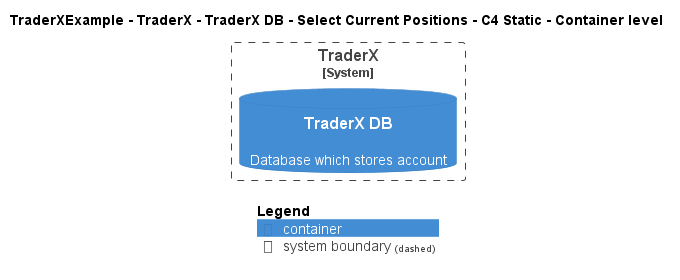 TraderXExample - TraderX - TraderX DB - Select Current Positions - C4 Static - Container level
TraderX
[System]
TraderX DB
Database which stores account
Legend
container
system boundary (dashed)